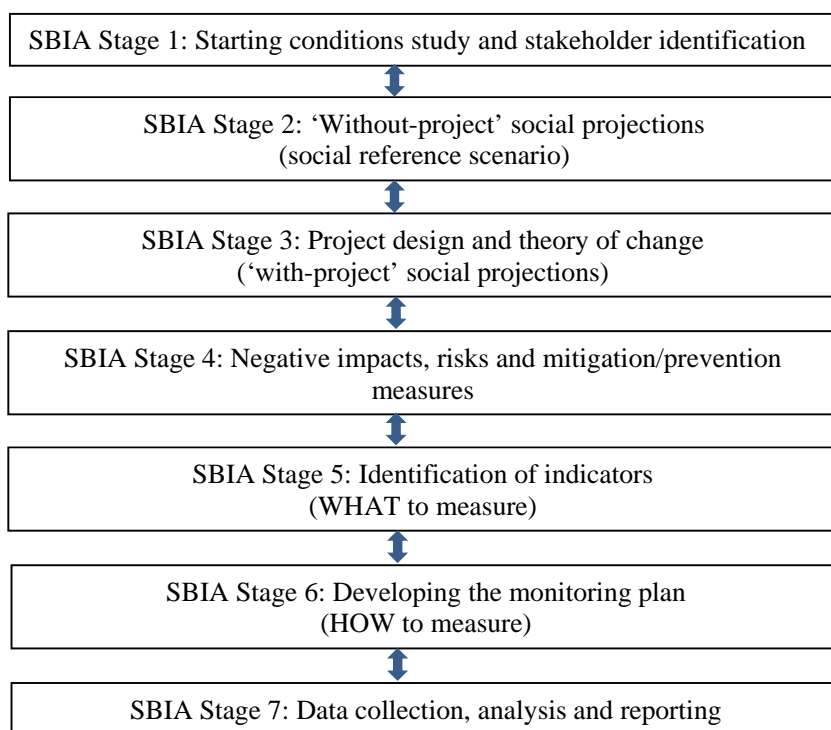 SBIA Stage 1: Starting conditions study and stakeholder identification
SBIA Stage 2: ‘Without-project’ social projections
(social reference scenario)
SBIA Stage 3: Project design and theory of change
(‘with-project’ social projections)
SBIA Stage 4: Negative impacts, risks and mitigation/prevention
measures
SBIA Stage 5: Identification of indicators
(WHAT to measure)
SBIA Stage 6: Developing the monitoring plan
(HOW to measure)
SBIA Stage 7: Data collection, analysis and reporting